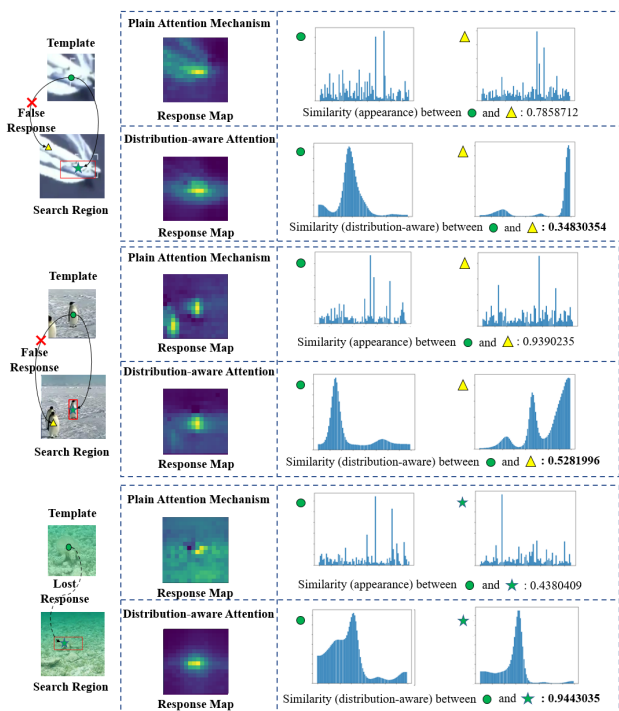 Template
False
Response
Search Region
Plain Attention Mechanism
Response Map
Similarity (appearance) between and : 0.7858712
Distribution-aware Attention
Response Map
Similarity (distribution-aware) between and : 0.34830354
Template
False
Response
Search Region
Plain Attention Mechanism
Response Map
Similarity (appearance) between and : 0.9390235
Distribution-aware Attention
Response Map
Similarity (distribution-aware) between and : 0.5281996
Template
Lost
Response
Search Region
Plain Attention Mechanism
Response Map
Similarity (appearance) between and : 0.4380409
Distribution-aware Attention
Response Map
Similarity (distribution-aware) between and : 0.9443035